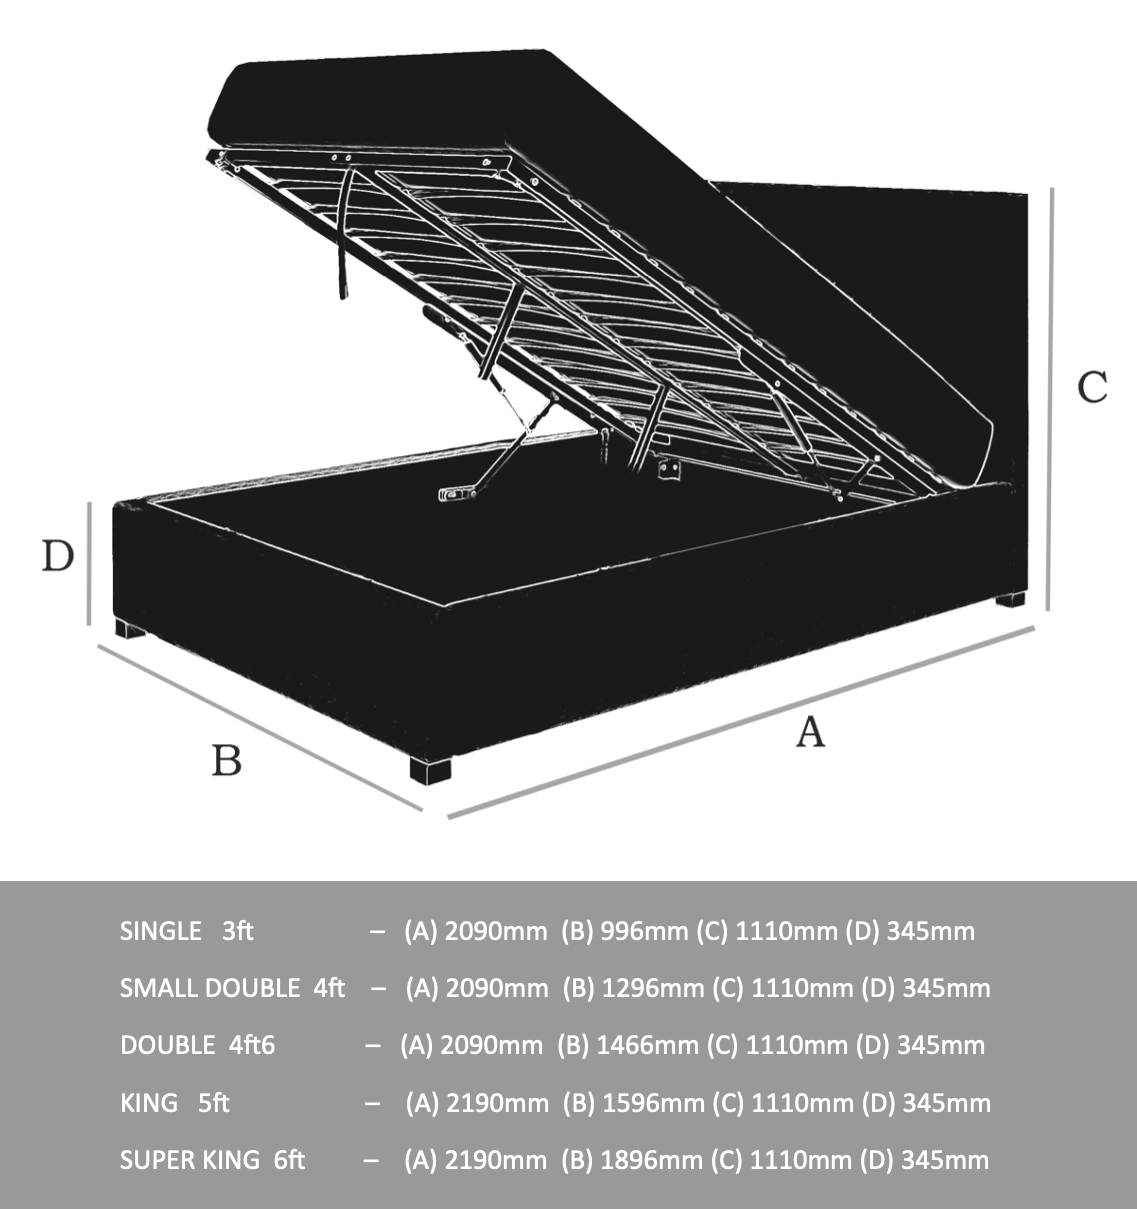 C
D
A
B
SINGLE 3ft – (A) 2090mm (B) 996mm (C) 1110mm (D) 345mm
SMALL DOUBLE 4ft – (A) 2090mm (B) 1296mm (C) 1110mm (D) 345mm
DOUBLE 4ft6 – (A) 2090mm (B) 1466mm (C) 1110mm (D) 345mm
KING 5ft – (A) 2190mm (B) 1596mm (C) 1110mm (D) 345mm
SUPER KING 6ft – (A) 2190mm (B) 1896mm (C) 1110mm (D) 345mm